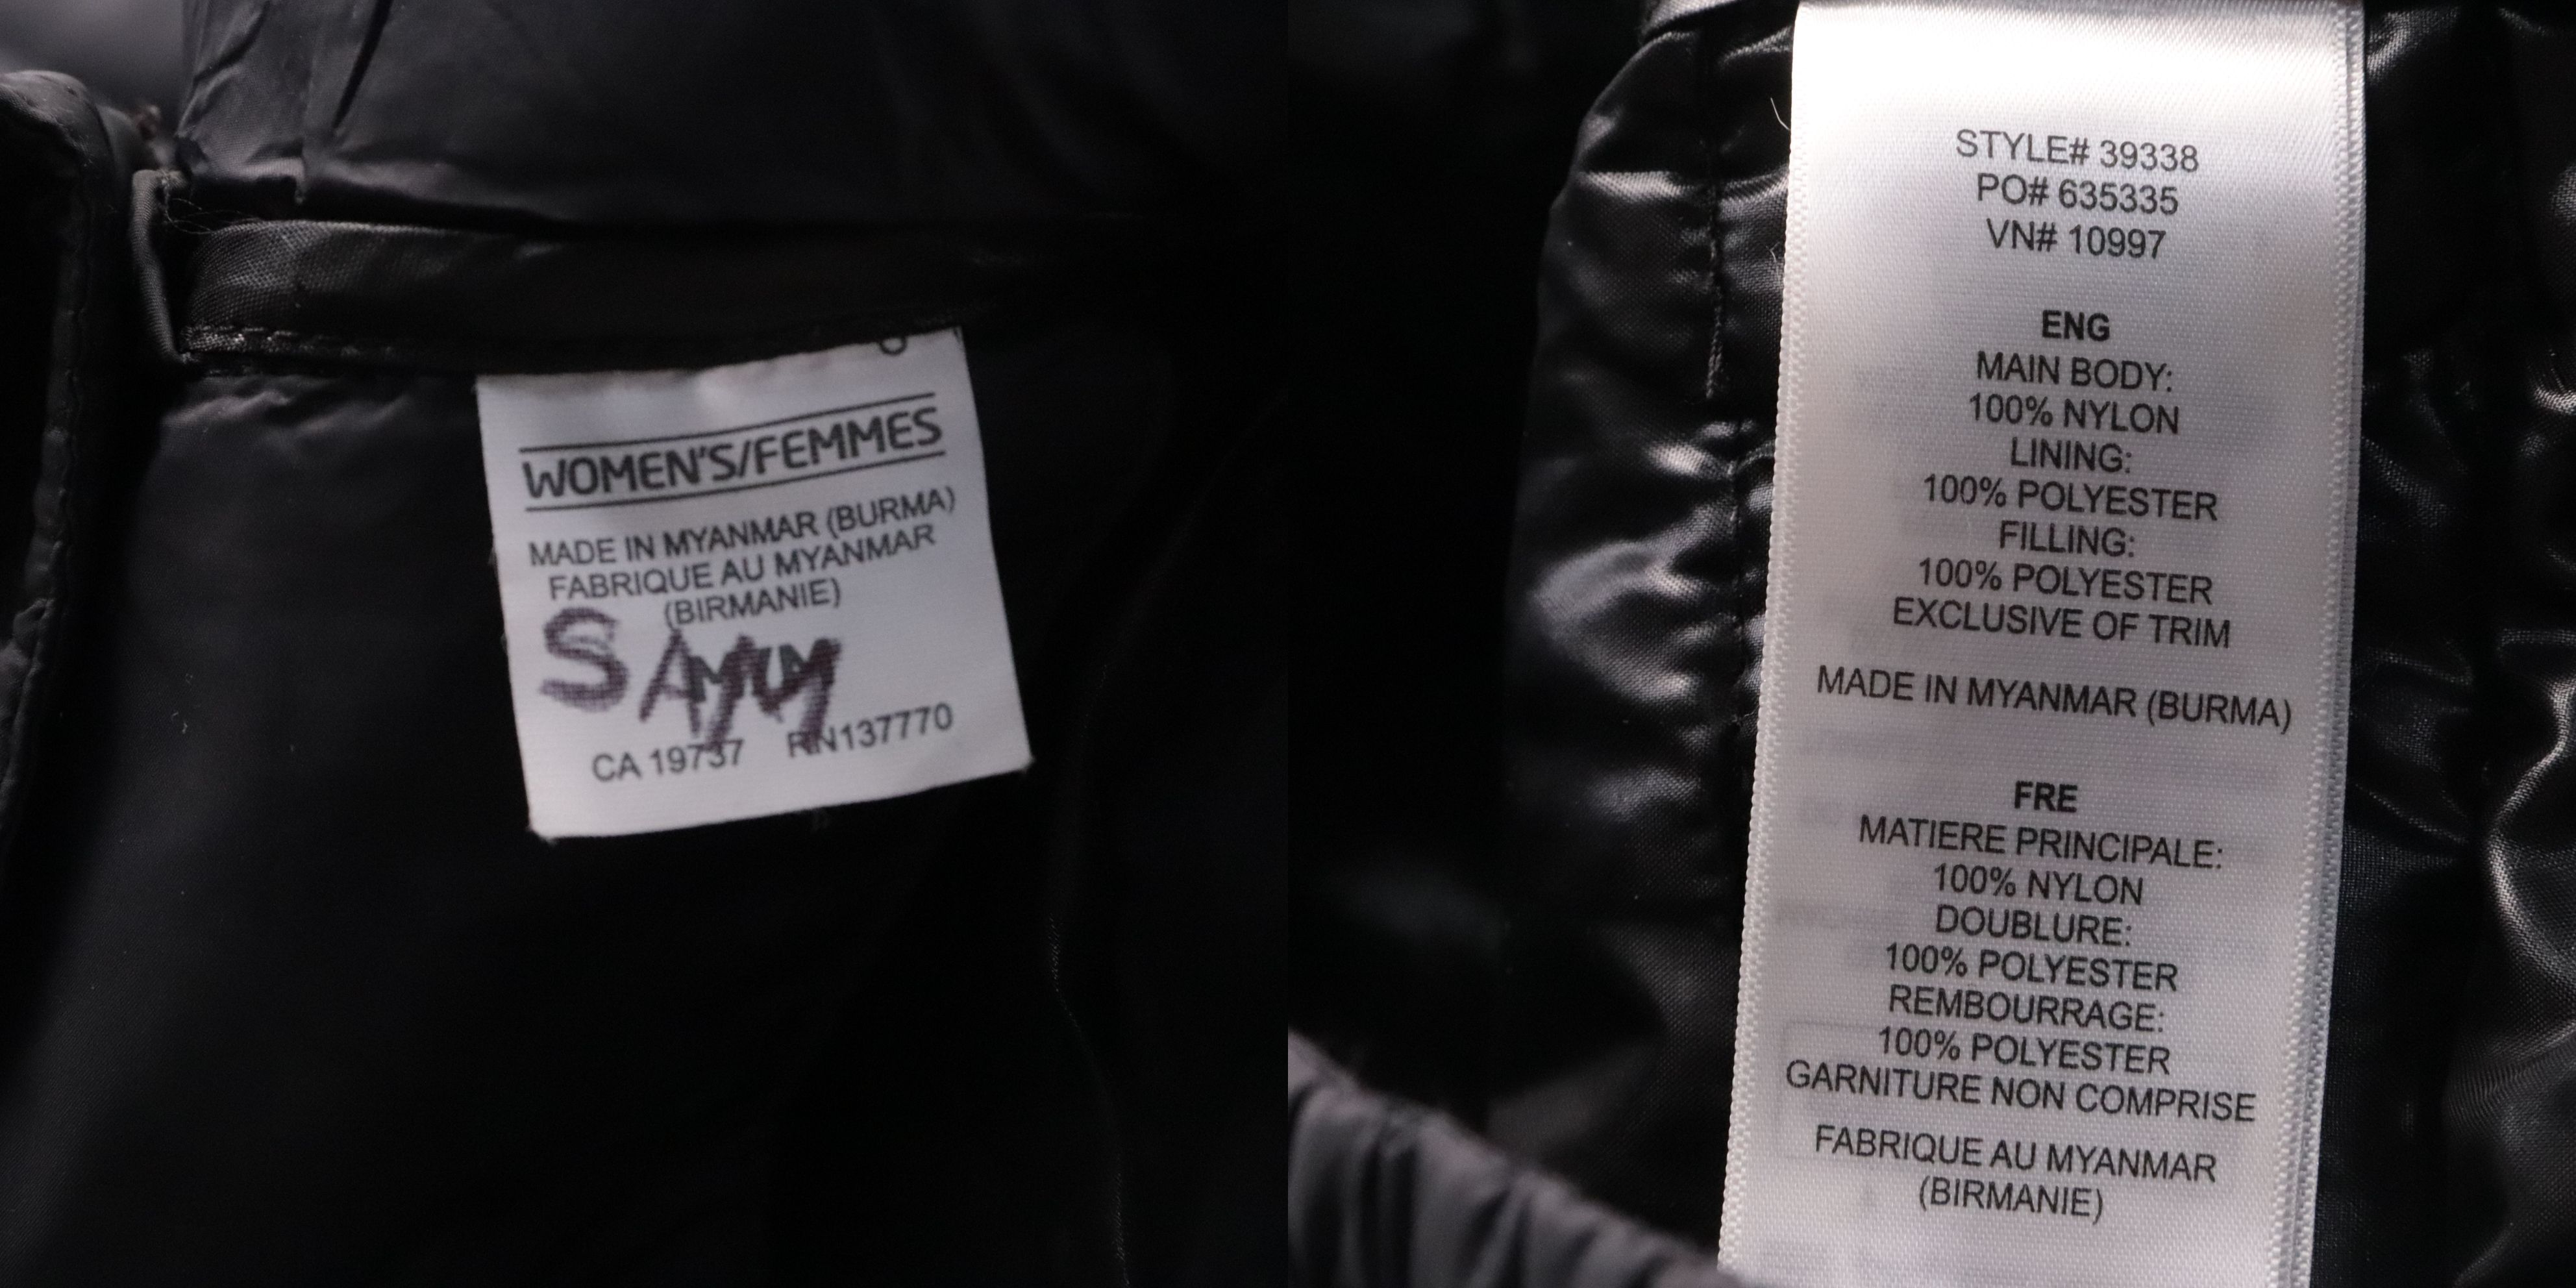 WOMEN'S/FEMMES
MADE IN MYANMAR (BURMA)
FABRIQUE AU MYANMAR
(BIRMANIE)
CA 19737 RN137770
STYLE# 39338
PO# 635335
VN# 10997
ENG
MAIN BODY:
100% NYLON
LINING:
100% POLYESTER
FILLING:
100% POLYESTER
EXCLUSIVE OF TRIM
MADE IN MYANMAR (BURMA)
FRE
MATIERE PRINCIPALE:
100% NYLON
DOUBLURE:
100% POLYESTER
REMBOURRAGE:
100% POLYESTER
GARNITURE NON COMPRISE
FABRIQUE AU MYANMAR
(BIRMANIE)